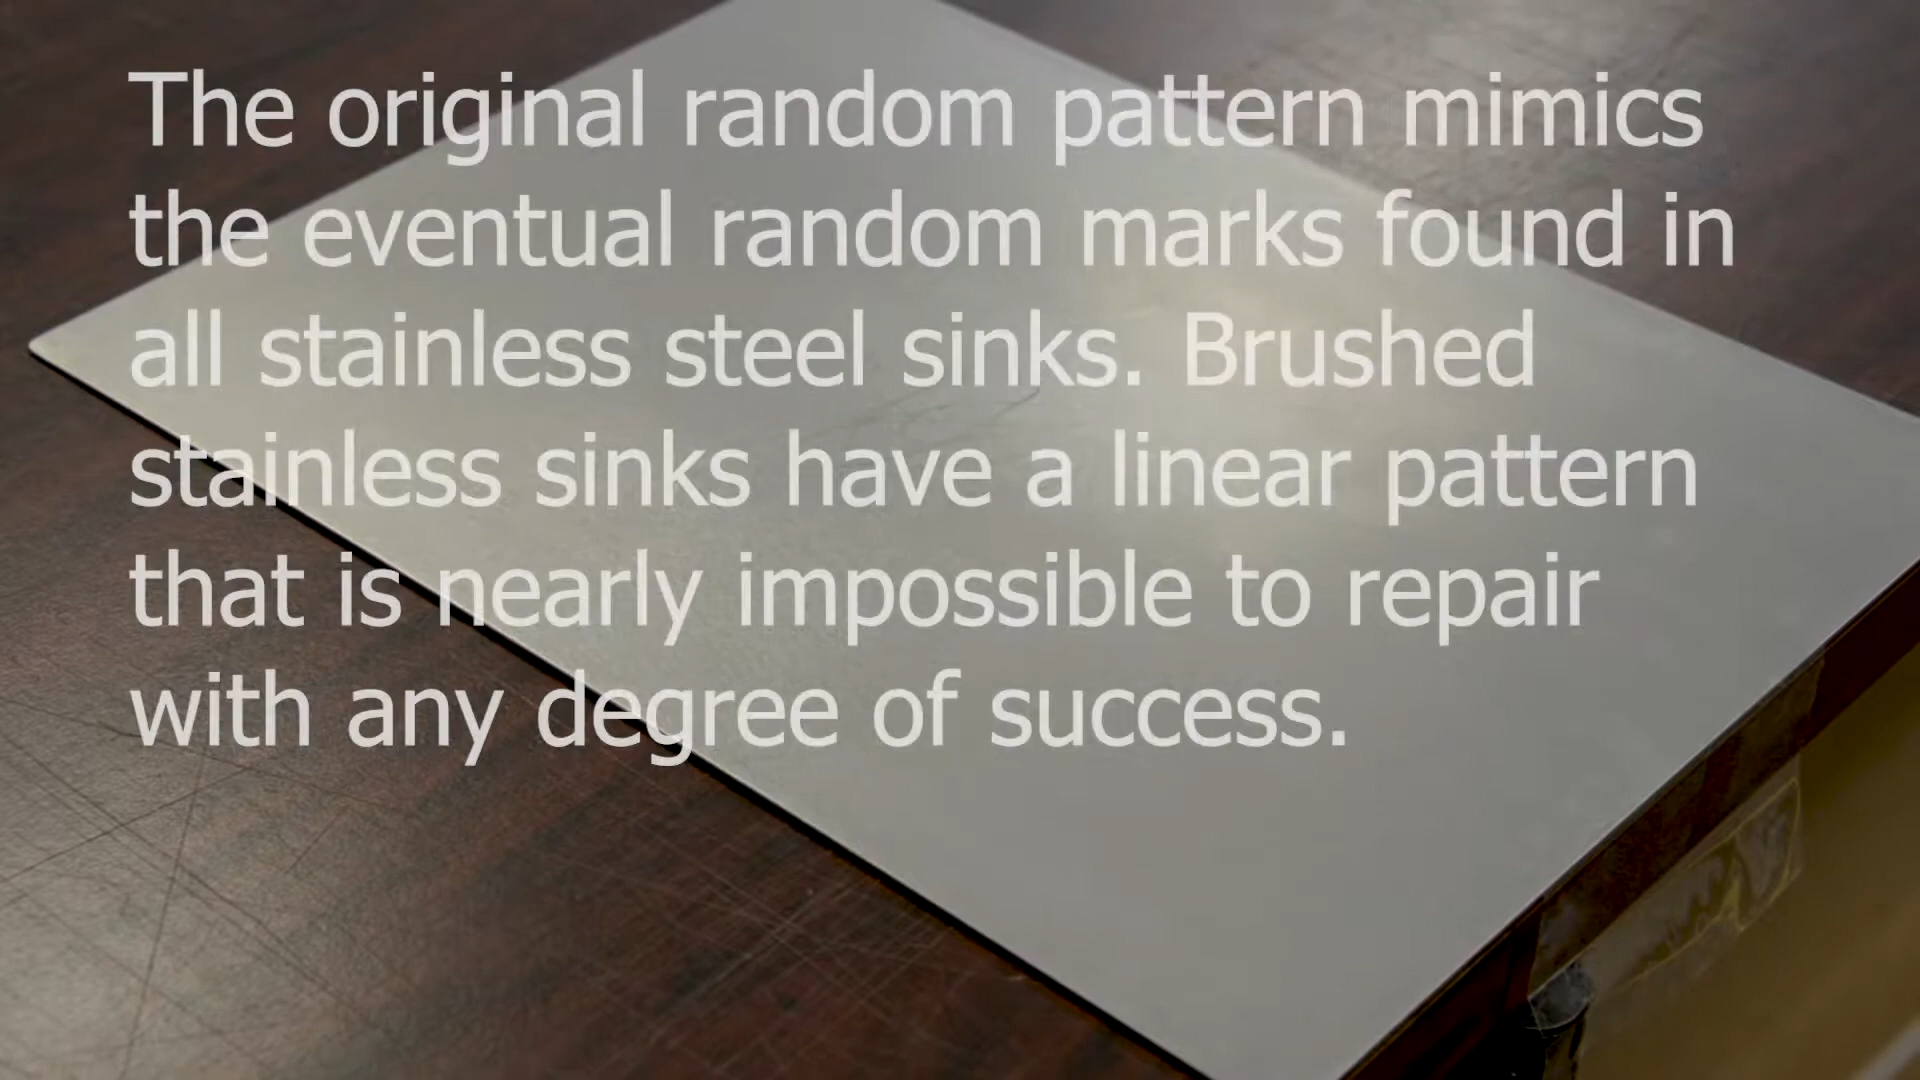 The original random pattern mimics
the eventual random marks found in
all stainless steel sinks. Brushed
stainless sinks have a linear pattern
that is nearly impossible to repair
with any degree of success.